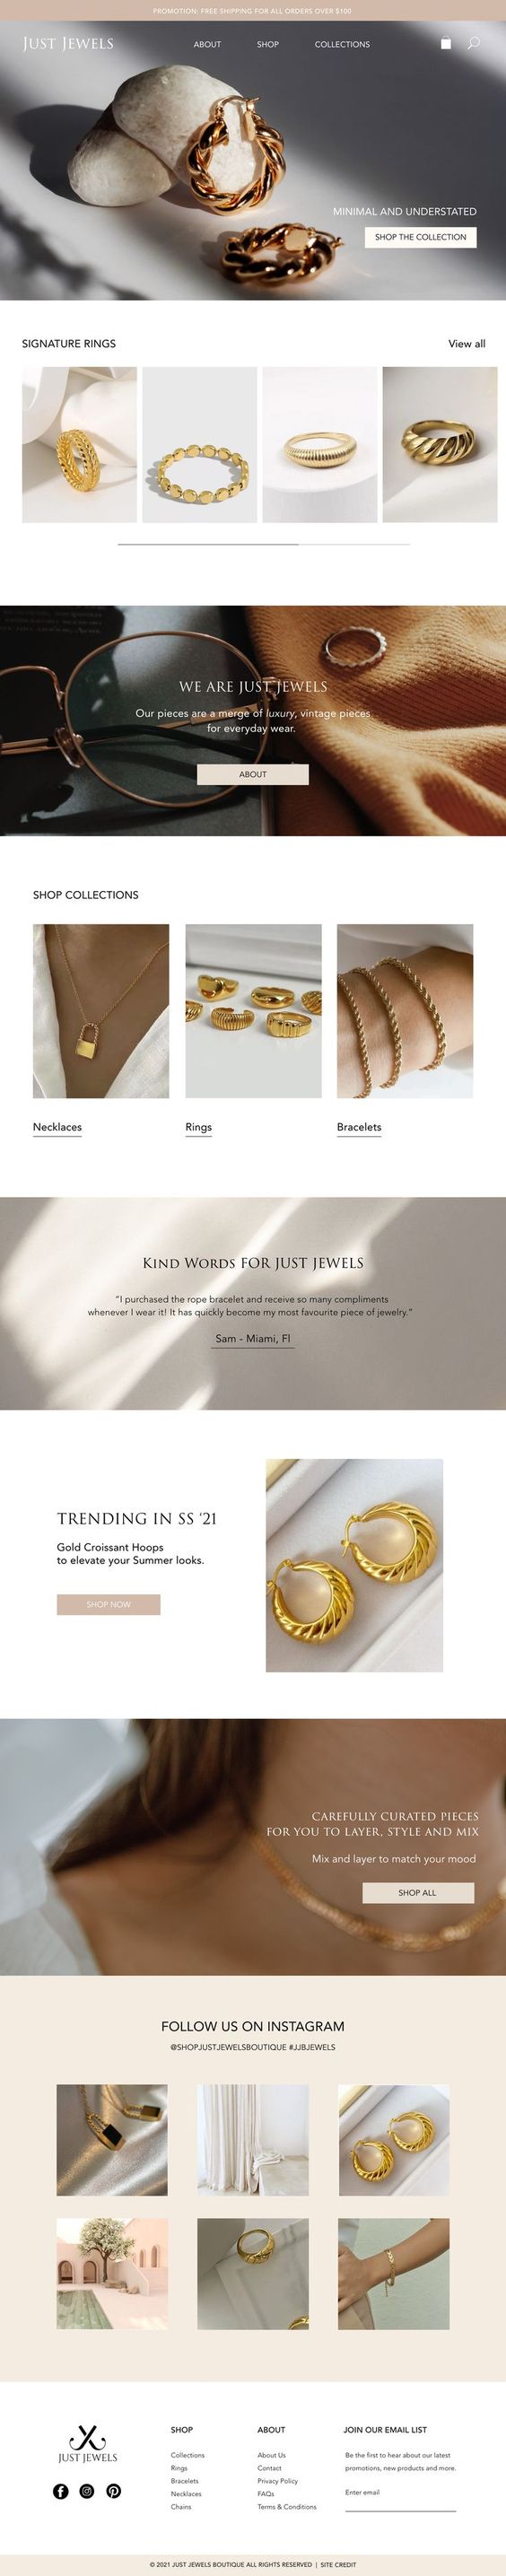 PROMOTION: FREE SHIPPING FOR ALL ORDERS OVER $100
JUST JEWELS
ABOUT
SHOP
COLLECTIONS
MINIMAL AND UNDERSTATED
SHOP THE COLLECTION
SIGNATURE RINGS
View all
WE ARE JUST JEWELS
Our pieces are a merge of luxury, vintage pieces
for everyday wear.
ABOUT
SHOP COLLECTIONS
Necklaces
Rings
Bracelets
KIND WORDS FOR JUST JEWELS
"I purchased the rope bracelet and receive so many compliments
whenever I wear it! It has quickly become my most favourite piece of jewelry."
Sam - Miami, Fl
TRENDING IN SS '21
Gold Croissant Hoops
to elevate your Summer looks.
SHOP NOW
CAREFULLY CURATED PIECES
FOR YOU TO LAYER, STYLE AND MIX
Mix and layer to match your mood
SHOP ALL
FOLLOW US ON INSTAGRAM
@SHOPJUSTJEWELSBOUTIQUE #JJBJEWELS
JUST JEWELS
SHOP
Collections
Rings
Bracelets
Necklaces
Chains
ABOUT
About Us
Contact
Privacy Policy
FAQs
Terms & Conditions
JOIN OUR EMAIL LIST
Be the first to hear about our latest
promotions, new products and more.
Enter email
© 2021 JUST JEWELS BOUTIQUE ALL RIGHTS RESERVED | SITE CREDIT